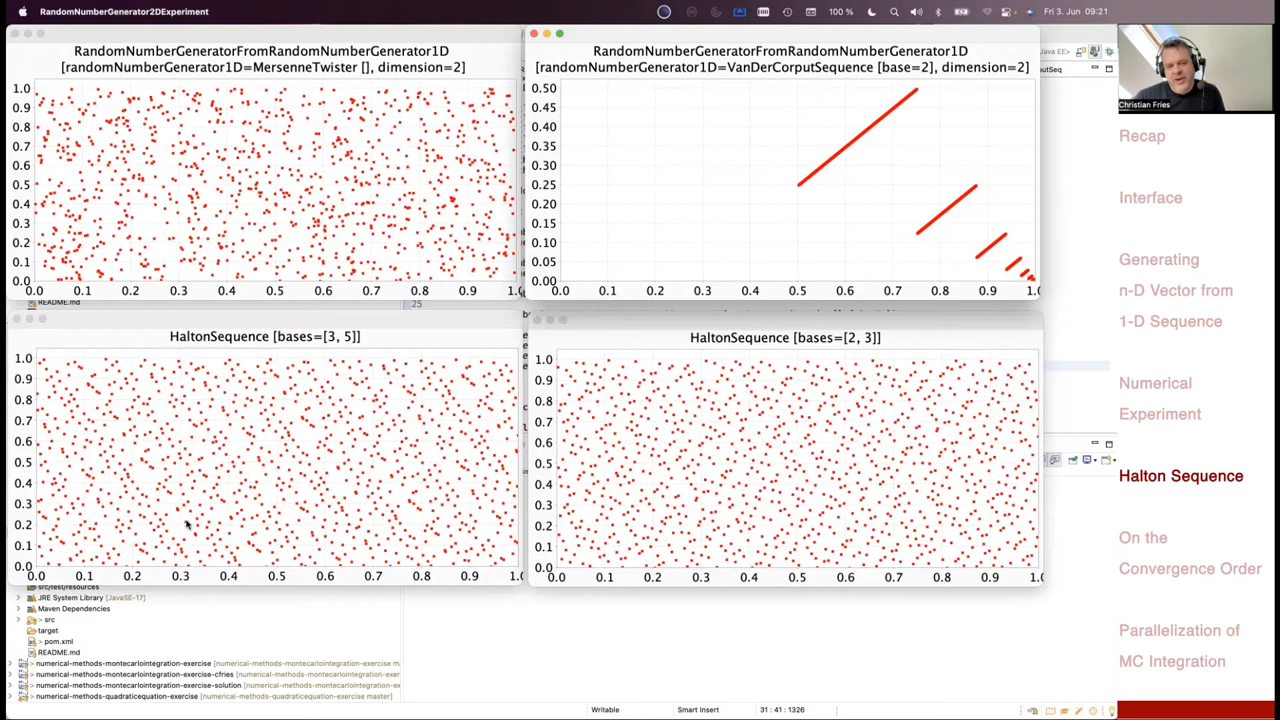 RandomNumberGenerator2DExperiment
100 %
Fri 3. Jun 09:21
RandomNumberGeneratorFromRandomNumberGenerator1D
[randomNumberGenerator1D=MersenneTwister [], dimension=2]
1.0
0.9
0.8
0.7
0.6
0.5
0.4
0.3
0.2
0.1
0.0
0.0 0.1 0.2 0.3 0.4 0.5 0.6 0.7 0.8 0.9 1.0
RandomNumberGeneratorFromRandomNumberGenerator1D
[randomNumberGenerator1D=VanDerCorputSequence [base=2], dimension=2]
0.50
0.45
0.40
0.35
0.30
0.25
0.20
0.15
0.10
0.05
0.00
0.0 0.1 0.2 0.3 0.4 0.5 0.6 0.7 0.8 0.9 1.0
Java EE
README.md
25
HaltonSequence [bases=[3, 5]]
1.0
0.9
0.8
0.7
0.6
0.5
0.4
0.3
0.2
0.1
0.0
0.0 0.1 0.2 0.3 0.4 0.5 0.6 0.7 0.8 0.9 1.0
HaltonSequence [bases=[2, 3]]
1.0
0.9
0.8
0.7
0.6
0.5
0.4
0.3
0.2
0.1
0.0
0.0 0.1 0.2 0.3 0.4 0.5 0.6 0.7 0.8 0.9 1.0
src/test/resources
JRE System Library [JavaSE-17]
Maven Dependencies
> src
target
> pom.xml
README.md
> numerical-methods-montecarlointegration-exercise [numerical-methods-montecarlointegration-exercise ma
> numerical-methods-montecarlointegration-exercise-cfries
> numerical-methods-montecarlointegration-exercise-solution
> numerical-methods-quadraticequation-exercise
Writable
Smart Insert
31 : 41 : 1326
Christian Fries
Recap
Interface
Generating
n-D Vector from
1-D Sequence
Numerical
Experiment
Halton Sequence
On the
Convergence Order
Parallelization of
MC Integration